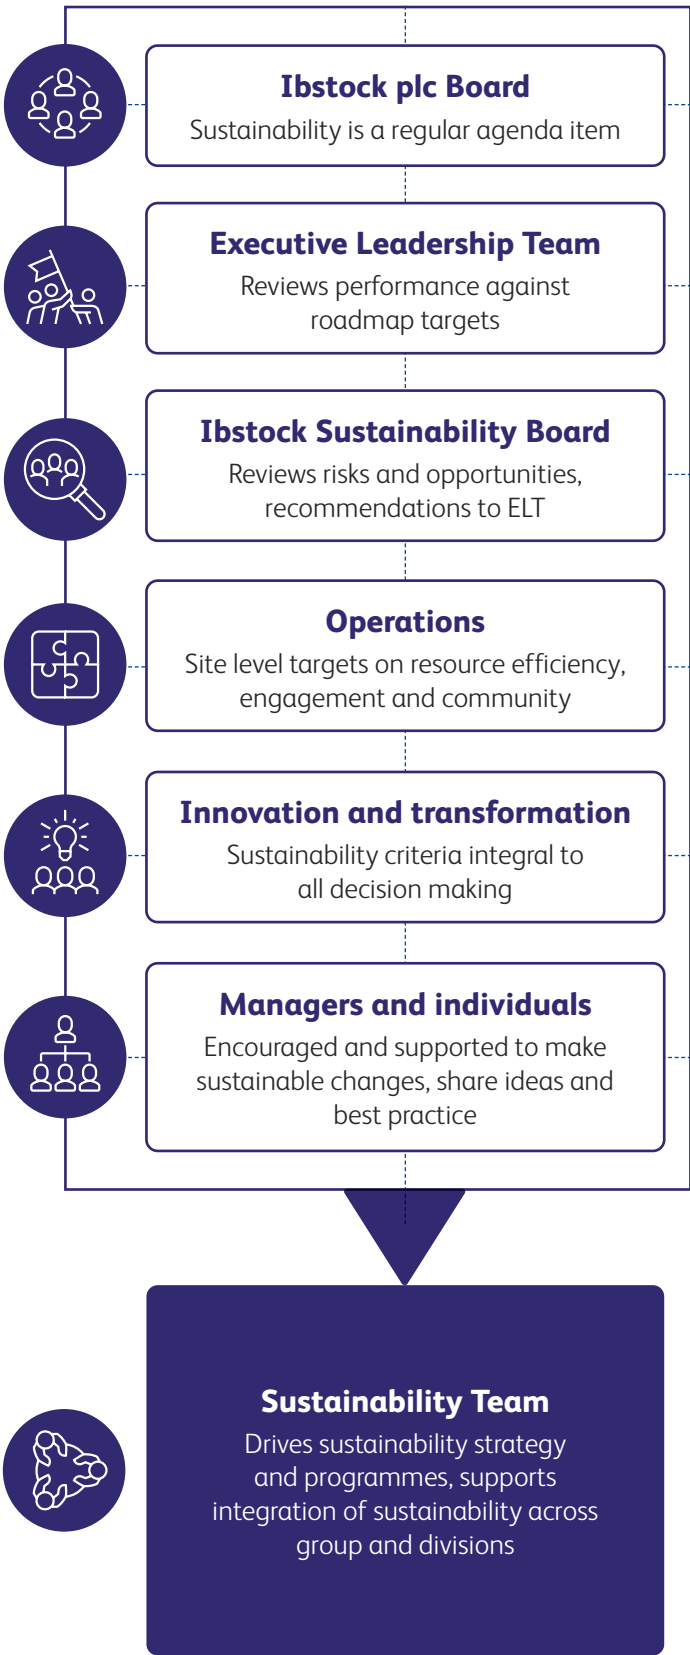 Ibstock plc Board
Sustainability is a regular agenda item
Executive Leadership Team
Reviews performance against
roadmap targets
Ibstock Sustainability Board
Reviews risks and opportunities,
recommendations to ELT
Operations
Site level targets on resource efficiency,
engagement and community
Innovation and transformation
Sustainability criteria integral to
all decision making
Managers and individuals
Encouraged and supported to make
sustainable changes, share ideas and
best practice
Sustainability Team
Drives sustainability strategy
and programmes, supports
integration of sustainability across
group and divisions